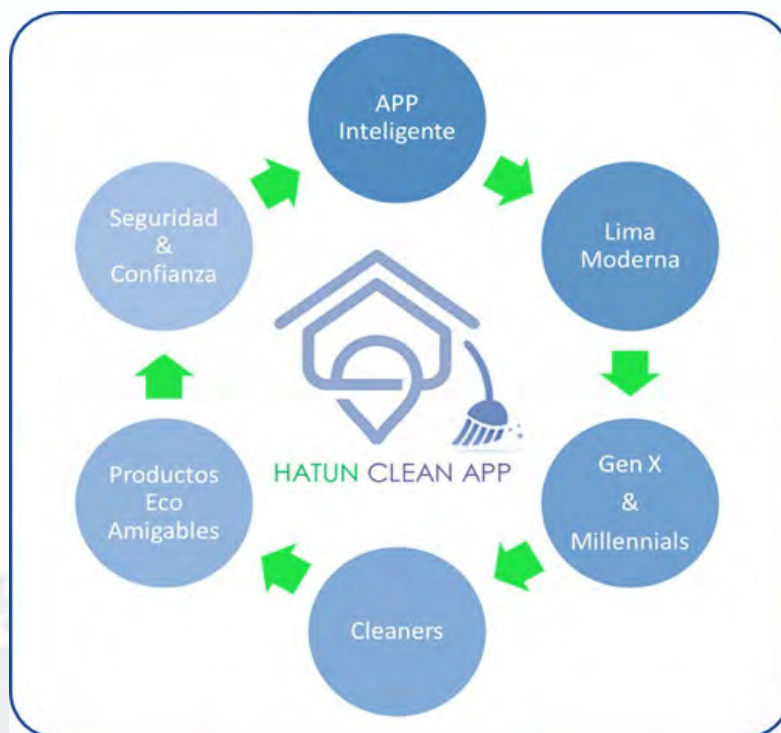 APP
Inteligente
Lima
Moderna
Gen X
&
Millennials
Cleaners
Productos
Eco
Amigables
Seguridad
&
Confianza
HATUN CLEAN APP